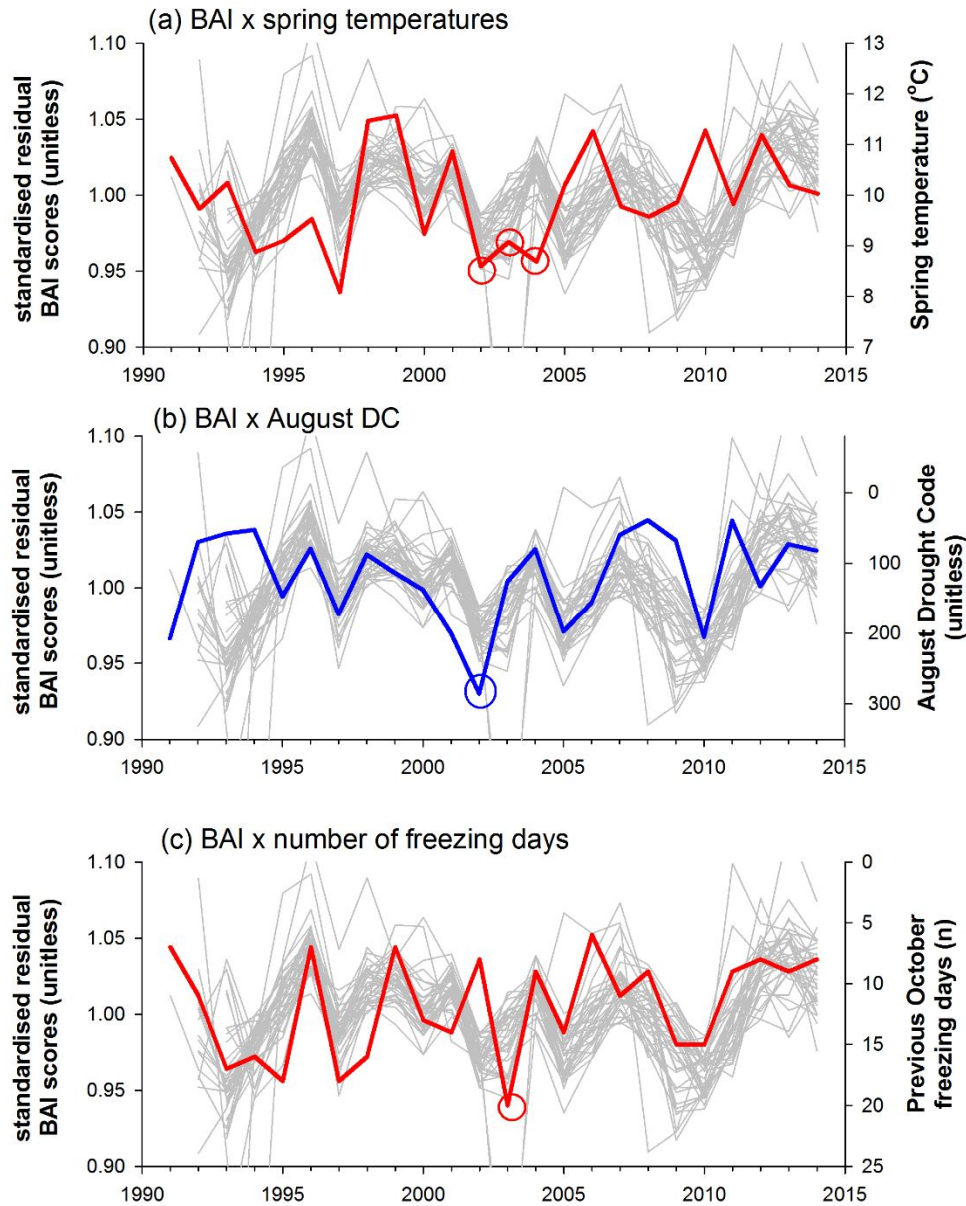 (a) BAI x spring temperatures
standardised residual
BAI scores (unitless)
1.10
1.05
1.00
0.95
0.90
13
12
11
10
9
8
7
Spring temperature (°C)
1990 1995 2000 2005 2010 2015
(b) BAI x August DC
standardised residual
BAI scores (unitless)
1.10
1.05
1.00
0.95
0.90
0
100
200
300
August Drought Code
(unitless)
1990 1995 2000 2005 2010 2015
(c) BAI x number of freezing days
standardised residual
BAI scores (unitless)
1.10
1.05
1.00
0.95
0.90
0
5
10
15
20
25
Previous October
freezing days (n)
1990 1995 2000 2005 2010 2015